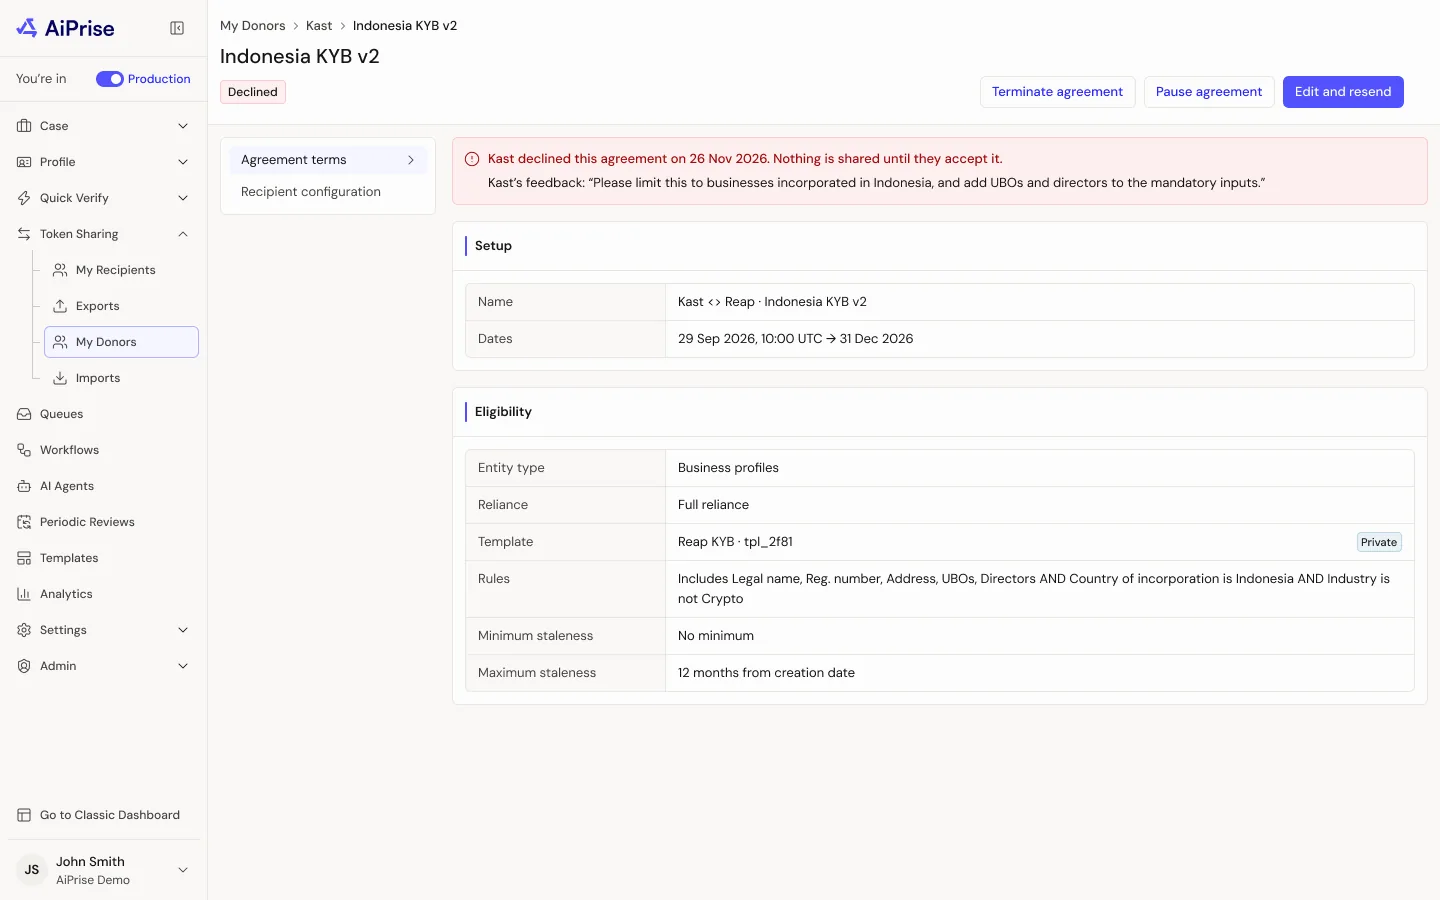 AiPrise
You're in
Production
Case
Profile
Quick Verify
Token Sharing
My Recipients
Exports
My Donors
Imports
Queues
Workflows
AI Agents
Periodic Reviews
Templates
Analytics
Settings
Admin
Go to Classic Dashboard
JS
John Smith
AiPrise Demo
My Donors > Kast > Indonesia KYB v2
Indonesia KYB v2
Declined
Terminate agreement
Pause agreement
Edit and resend
Agreement terms
Recipient configuration
Kast declined this agreement on 26 Nov 2026. Nothing is shared until they accept it.
Kast's feedback: “Please limit this to businesses incorporated in Indonesia, and add UBOs and directors to the mandatory inputs.”
Setup
Name Kast <> Reap · Indonesia KYB v2
Dates 29 Sep 2026, 10:00 UTC → 31 Dec 2026
Eligibility
Entity type Business profiles
Reliance Full reliance
Template Reap KYB · tpl_2f81 Private
Rules Includes Legal name, Reg. number, Address, UBOs, Directors AND Country of incorporation is Indonesia AND Industry is
not Crypto
Minimum staleness No minimum
Maximum staleness 12 months from creation date